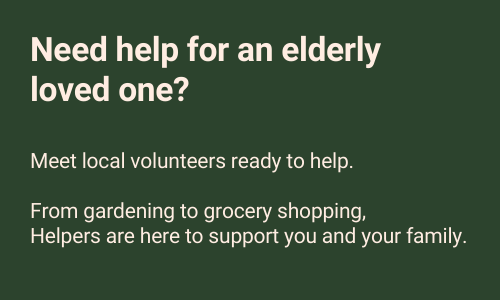 Need help for an elderly
loved one?
Meet local volunteers ready to help.
From gardening to grocery shopping,
Helpers are here to support you and your family.